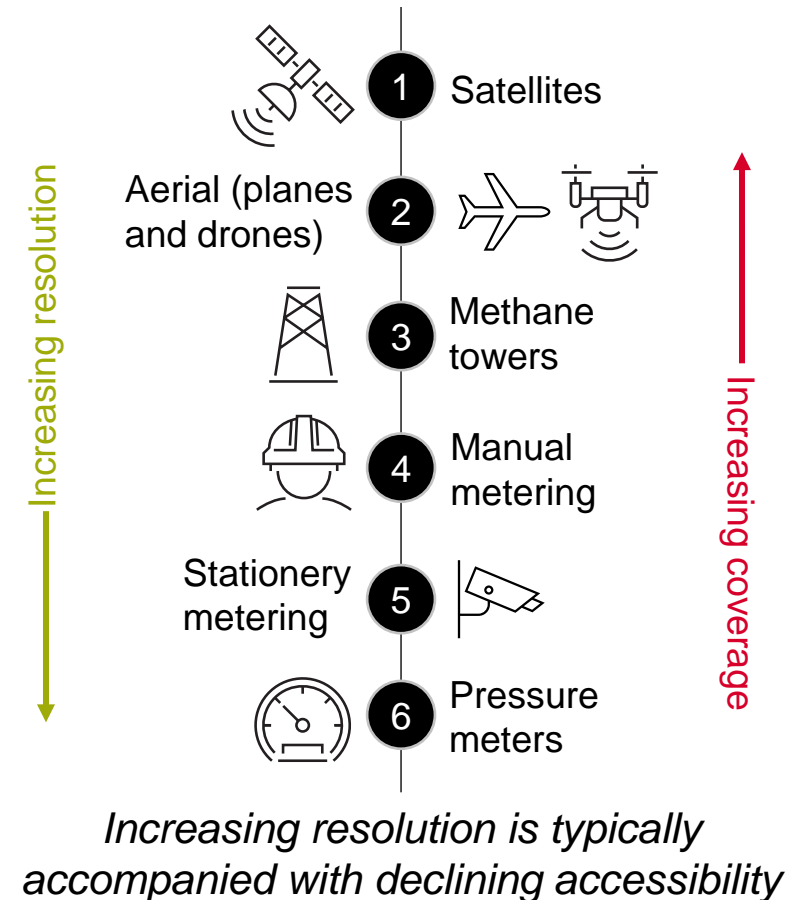 1
Satellites
Aerial (planes
and drones)
2
3
Methane
towers
4
Manual
metering
Stationery
metering
5
6
Pressure
meters
Increasing resolution
Increasing coverage
Increasing resolution is typically
accompanied with declining accessibility